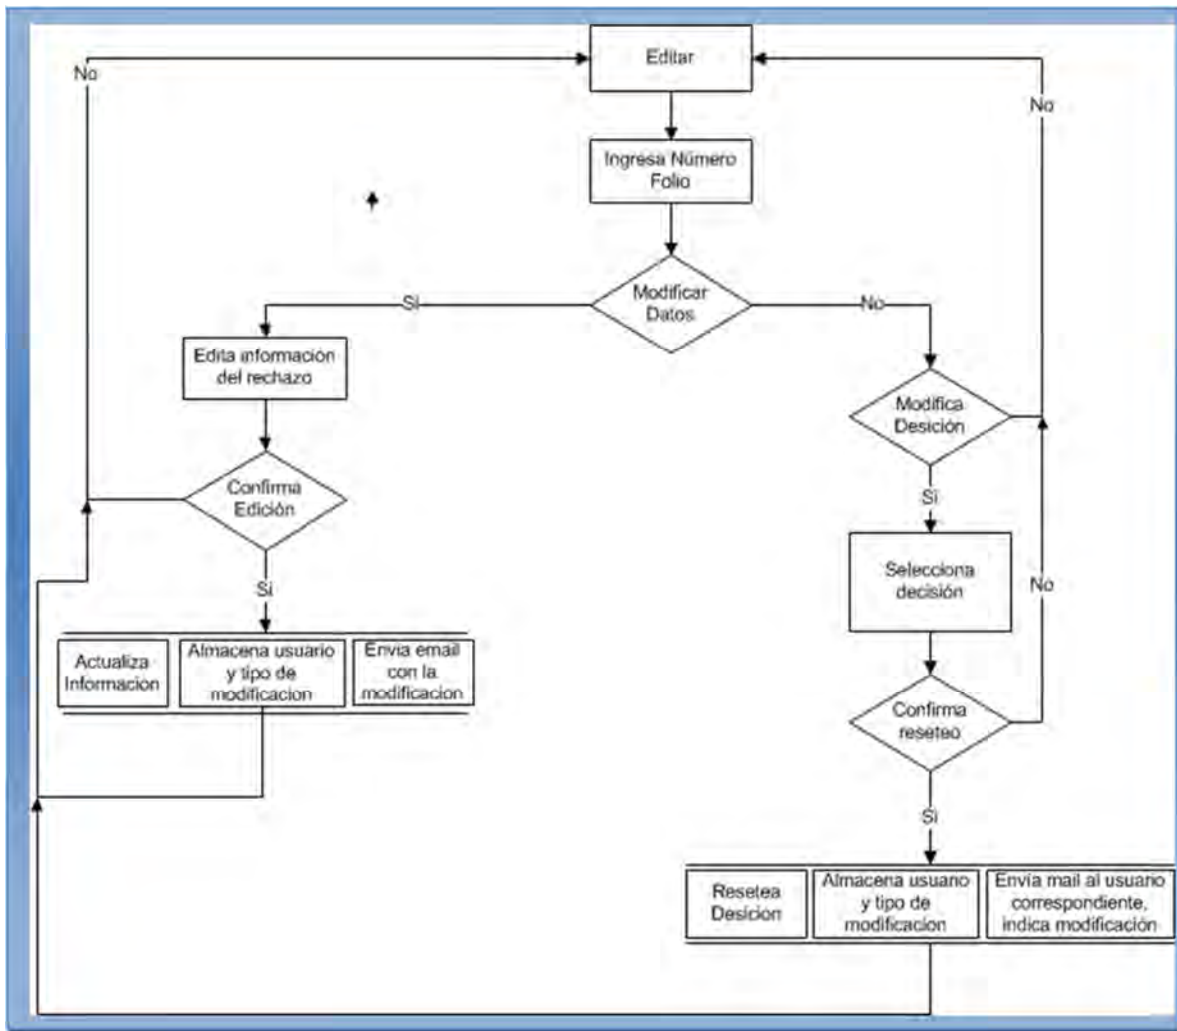 Editar
No
No
Ingresa Número
Folio
Modificar
Datos
Si
No
Edita información
del rechazo
Modifica
Desición
Confirma
Edición
Si
Si
Selecciona
decisión
No
Actualiza
Informacion
Almacena usuario
y tipo de
modificacion
Envia email
con la
modificacion
Confirma
reseteo
Si
Resetea
Desicion
Almacena usuario
y tipo de
modificacion
Envía mail al usuario
correspondiente,
indica modificación